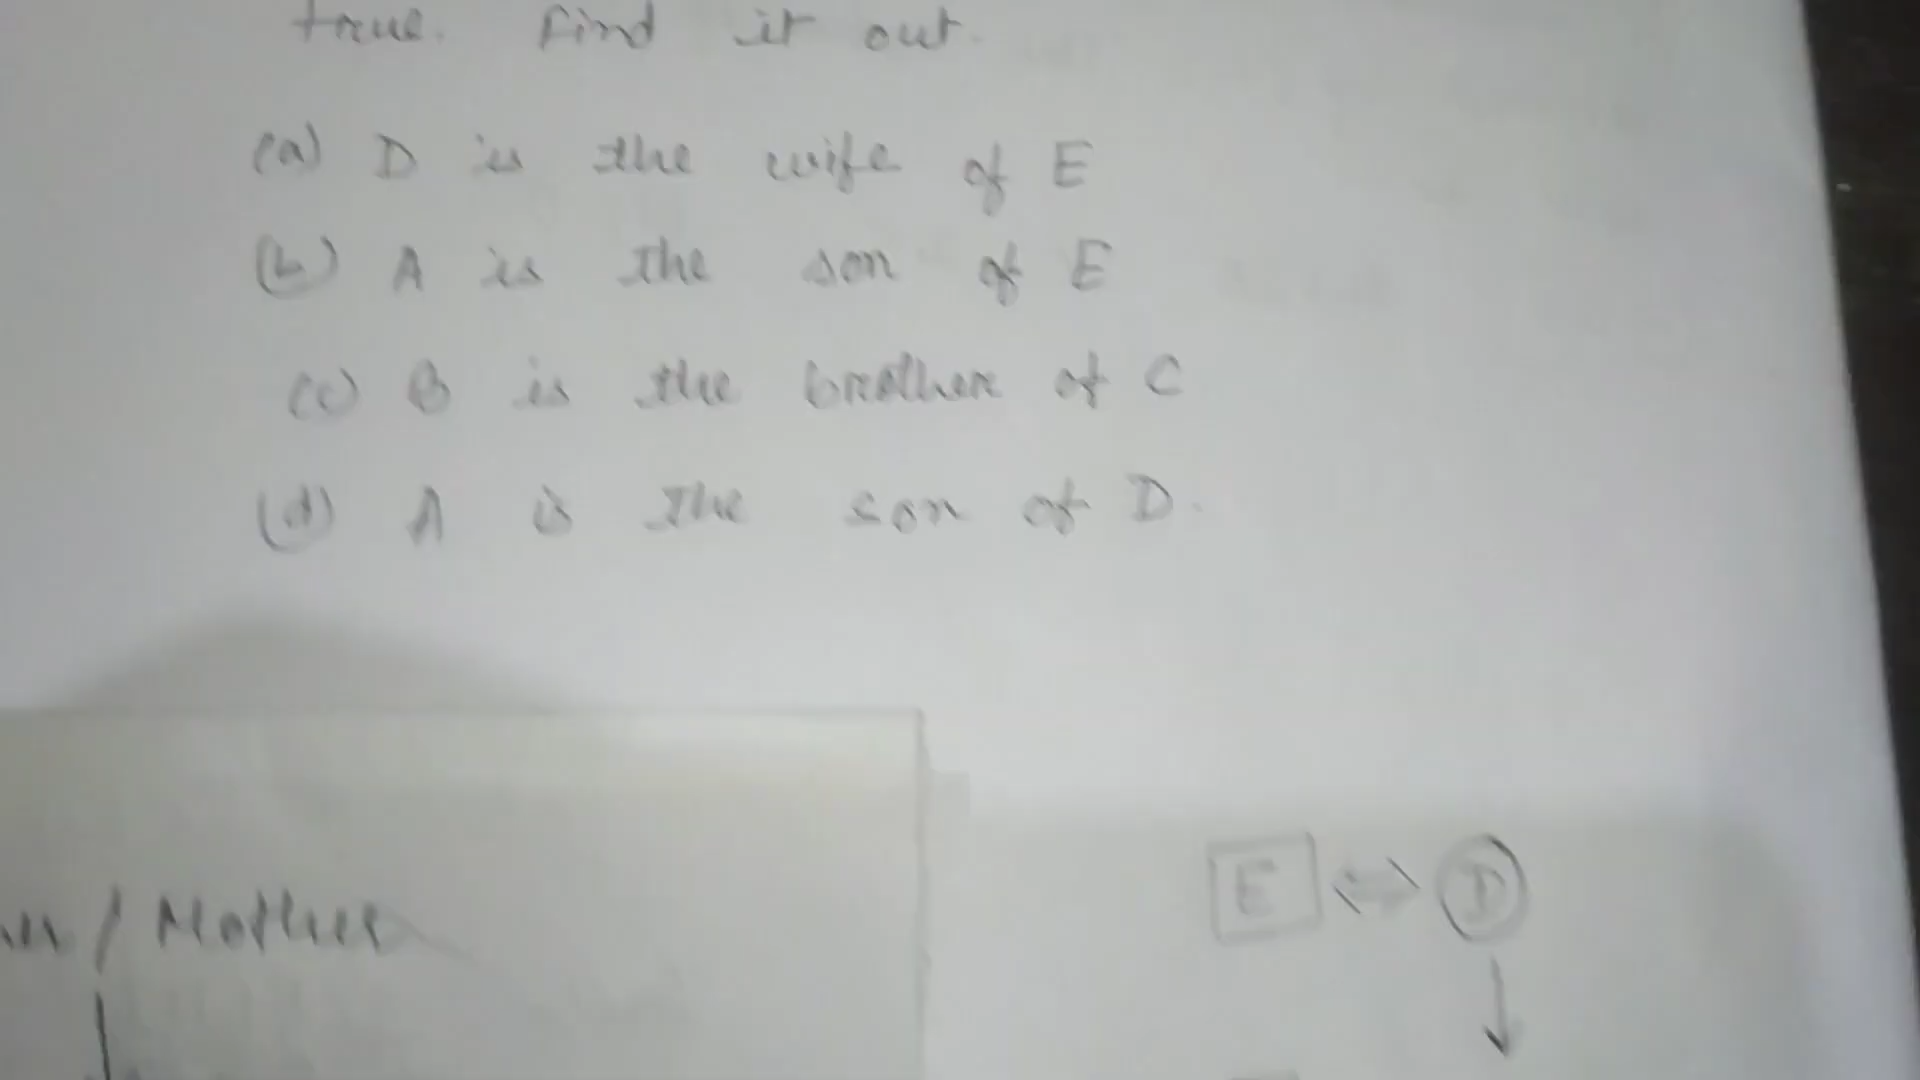 true. Find it out.
(a) D is the wife of E
(b) A is the son of E
(c) B is the brother of C
(d) A is the son of D.
/ Mother
E ⇔ D